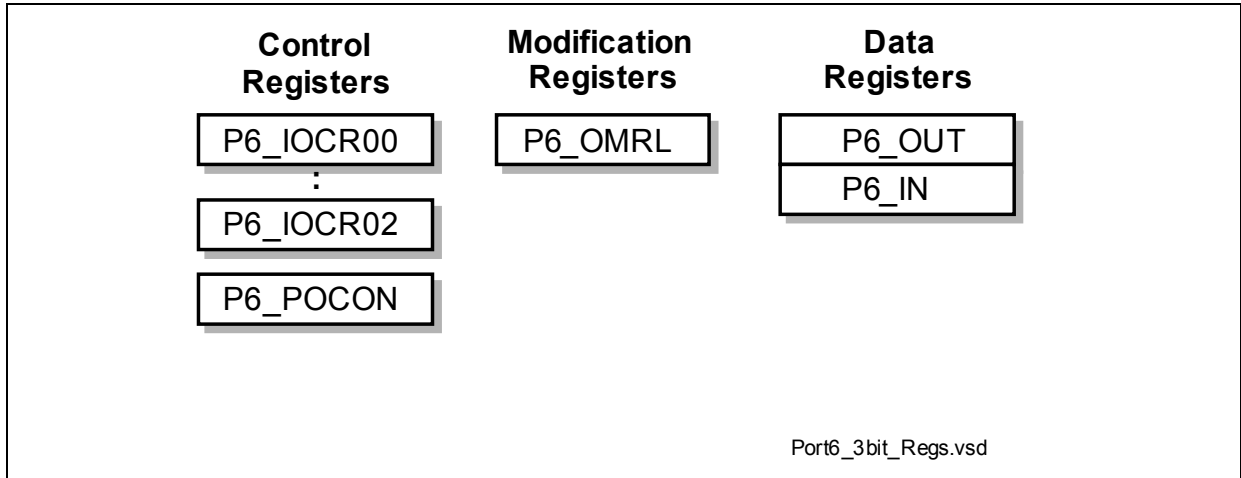 Control
Registers
P6_IOCR00
:
P6_IOCR02
P6_POCON
Modification
Registers
P6_OMRL
Data
Registers
P6_OUT
P6_IN
Port6_3bit_Regs.vsd